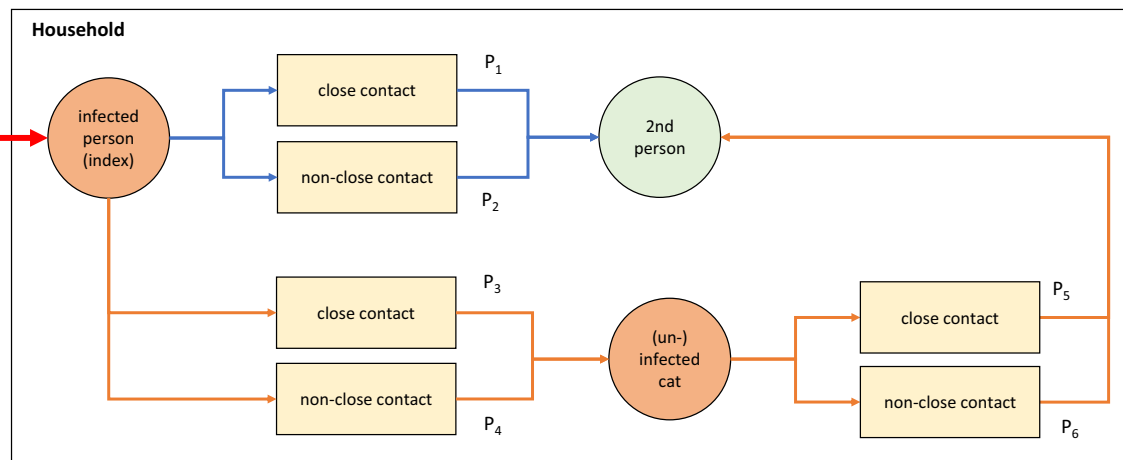 Household
infected
person
(index)
close contact
P1
non-close contact
P2
2nd
person
close contact
P3
non-close contact
P4
(un-)
infected
cat
close contact
P5
non-close contact
P6